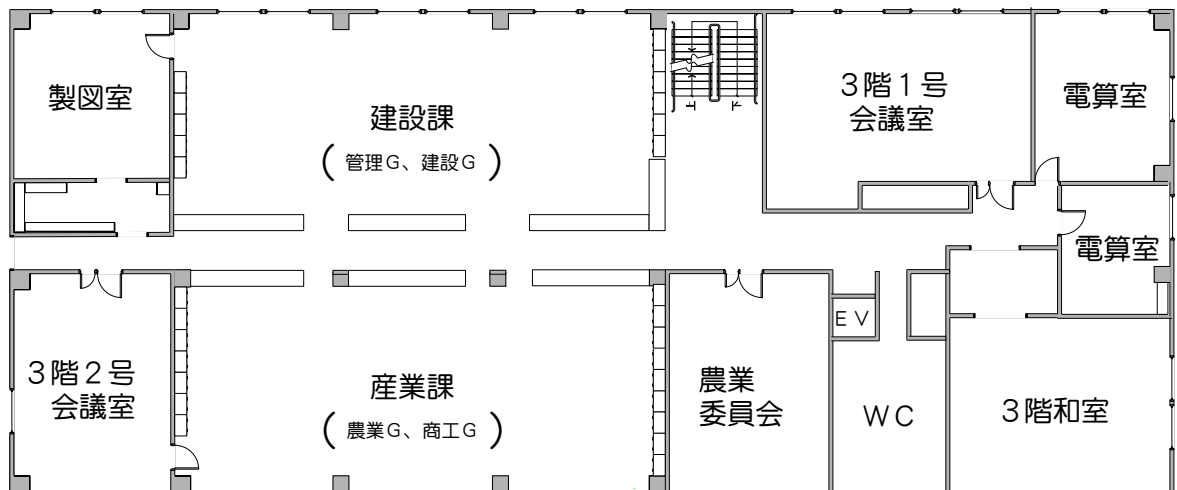 製図室
建設課
(管理G、建設G)
３階１号
会議室
電算室
電算室
３階２号
会議室
産業課
(農業G、商工G)
農業
委員会
ＥＶ
ＷＣ
３階和室